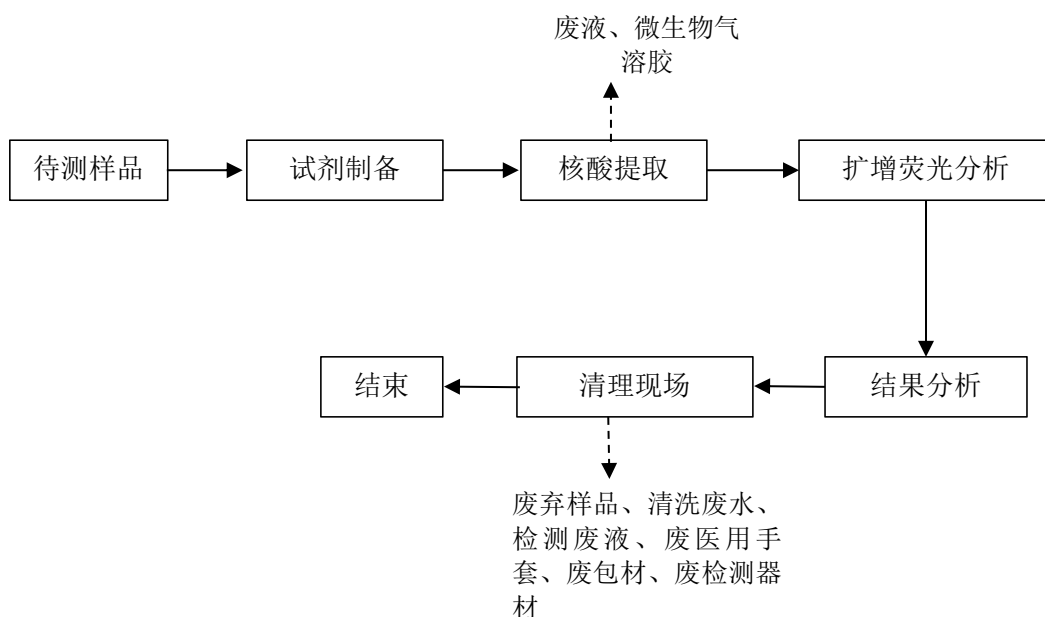 废液、微生物气
溶胶
待测样品
试剂制备
核酸提取
扩增荧光分析
结束
清理现场
结果分析
废弃样品、清洗废水、
检测废液、废医用手
套、废包材、废检测器
材